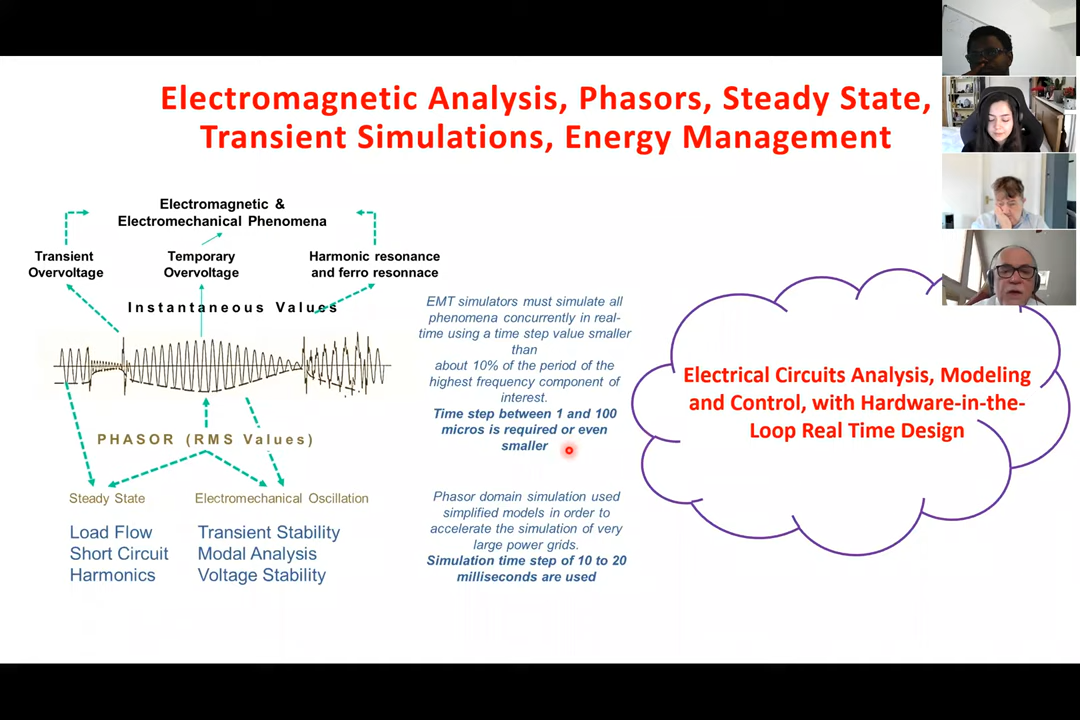 Electromagnetic Analysis, Phasors, Steady State,
Transient Simulations, Energy Management
Electromagnetic &
Electromechanical Phenomena
Transient
Overvoltage
Temporary
Overvoltage
Harmonic resonance
and ferro resonnace
Instantaneous Values
PHASOR (RMS Values)
Steady State
Electromechanical Oscillation
Load Flow
Short Circuit
Harmonics
Transient Stability
Modal Analysis
Voltage Stability
EMT simulators must simulate all
phenomena concurrently in real-
time using a time step value smaller
than
about 10% of the period of the
highest frequency component of
interest.
Time step between 1 and 100
micros is required or even
smaller
Phasor domain simulation used
simplified models in order to
accelerate the simulation of very
large power grids.
Simulation time step of 10 to 20
milliseconds are used
Electrical Circuits Analysis, Modeling
and Control, with Hardware-in-the-
Loop Real Time Design